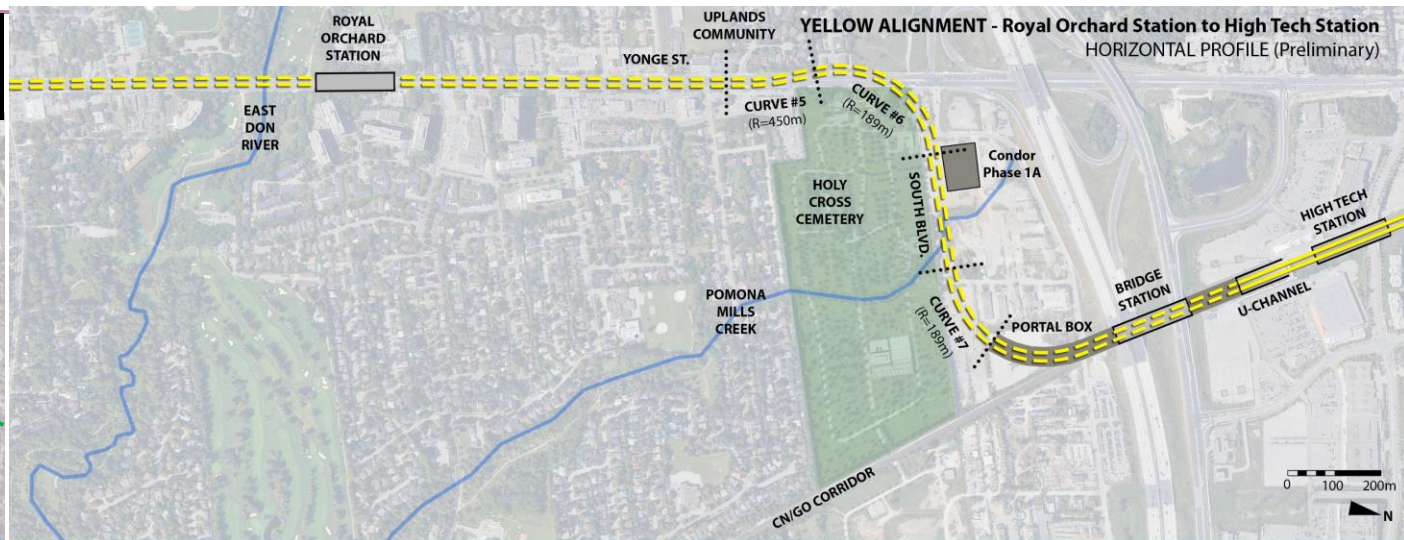 YELLOW ALIGNMENT - Royal Orchard Station to High Tech Station
HORIZONTAL PROFILE (Preliminary)
ROYAL
ORCHARD
STATION
UPLANDS
COMMUNITY
YONGE ST.
EAST
DON
RIVER
CURVE #5
(R=450m)
CURVE #6
(R=189m)
Condor
Phase 1A
HOLY
CROSS
CEMETERY
SOUTH BLVD.
HIGH TECH
STATION
BRIDGE
STATION
U-CHANNEL
POMONA
MILLS
CREEK
CURVE #7
(R=189m)
PORTAL BOX
CN/GO CORRIDOR
0 100 200m
N